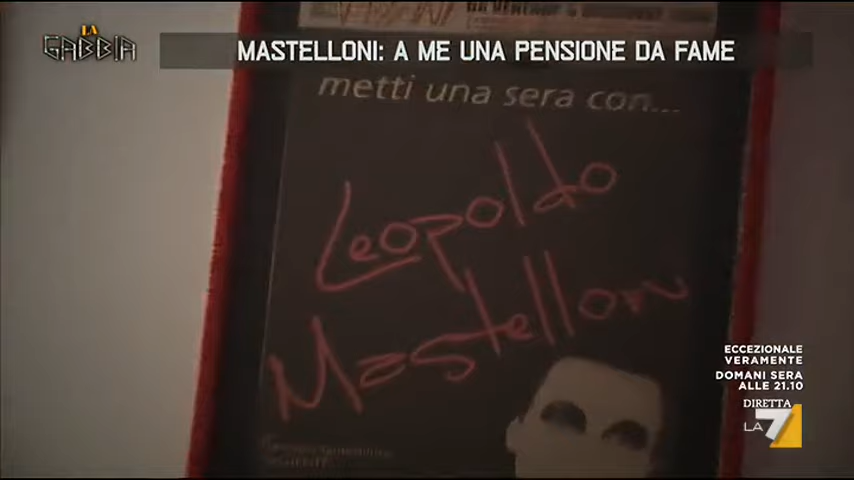 LA
GABBIA
MASTELLONI: A ME UNA PENSIONE DA FAME
metti una sera con...
Leopoldo
Mastelloni
ECCEZIONALE
VERAMENTE
DOMANI SERA
ALLE 21.10
DIRETTA
LA7